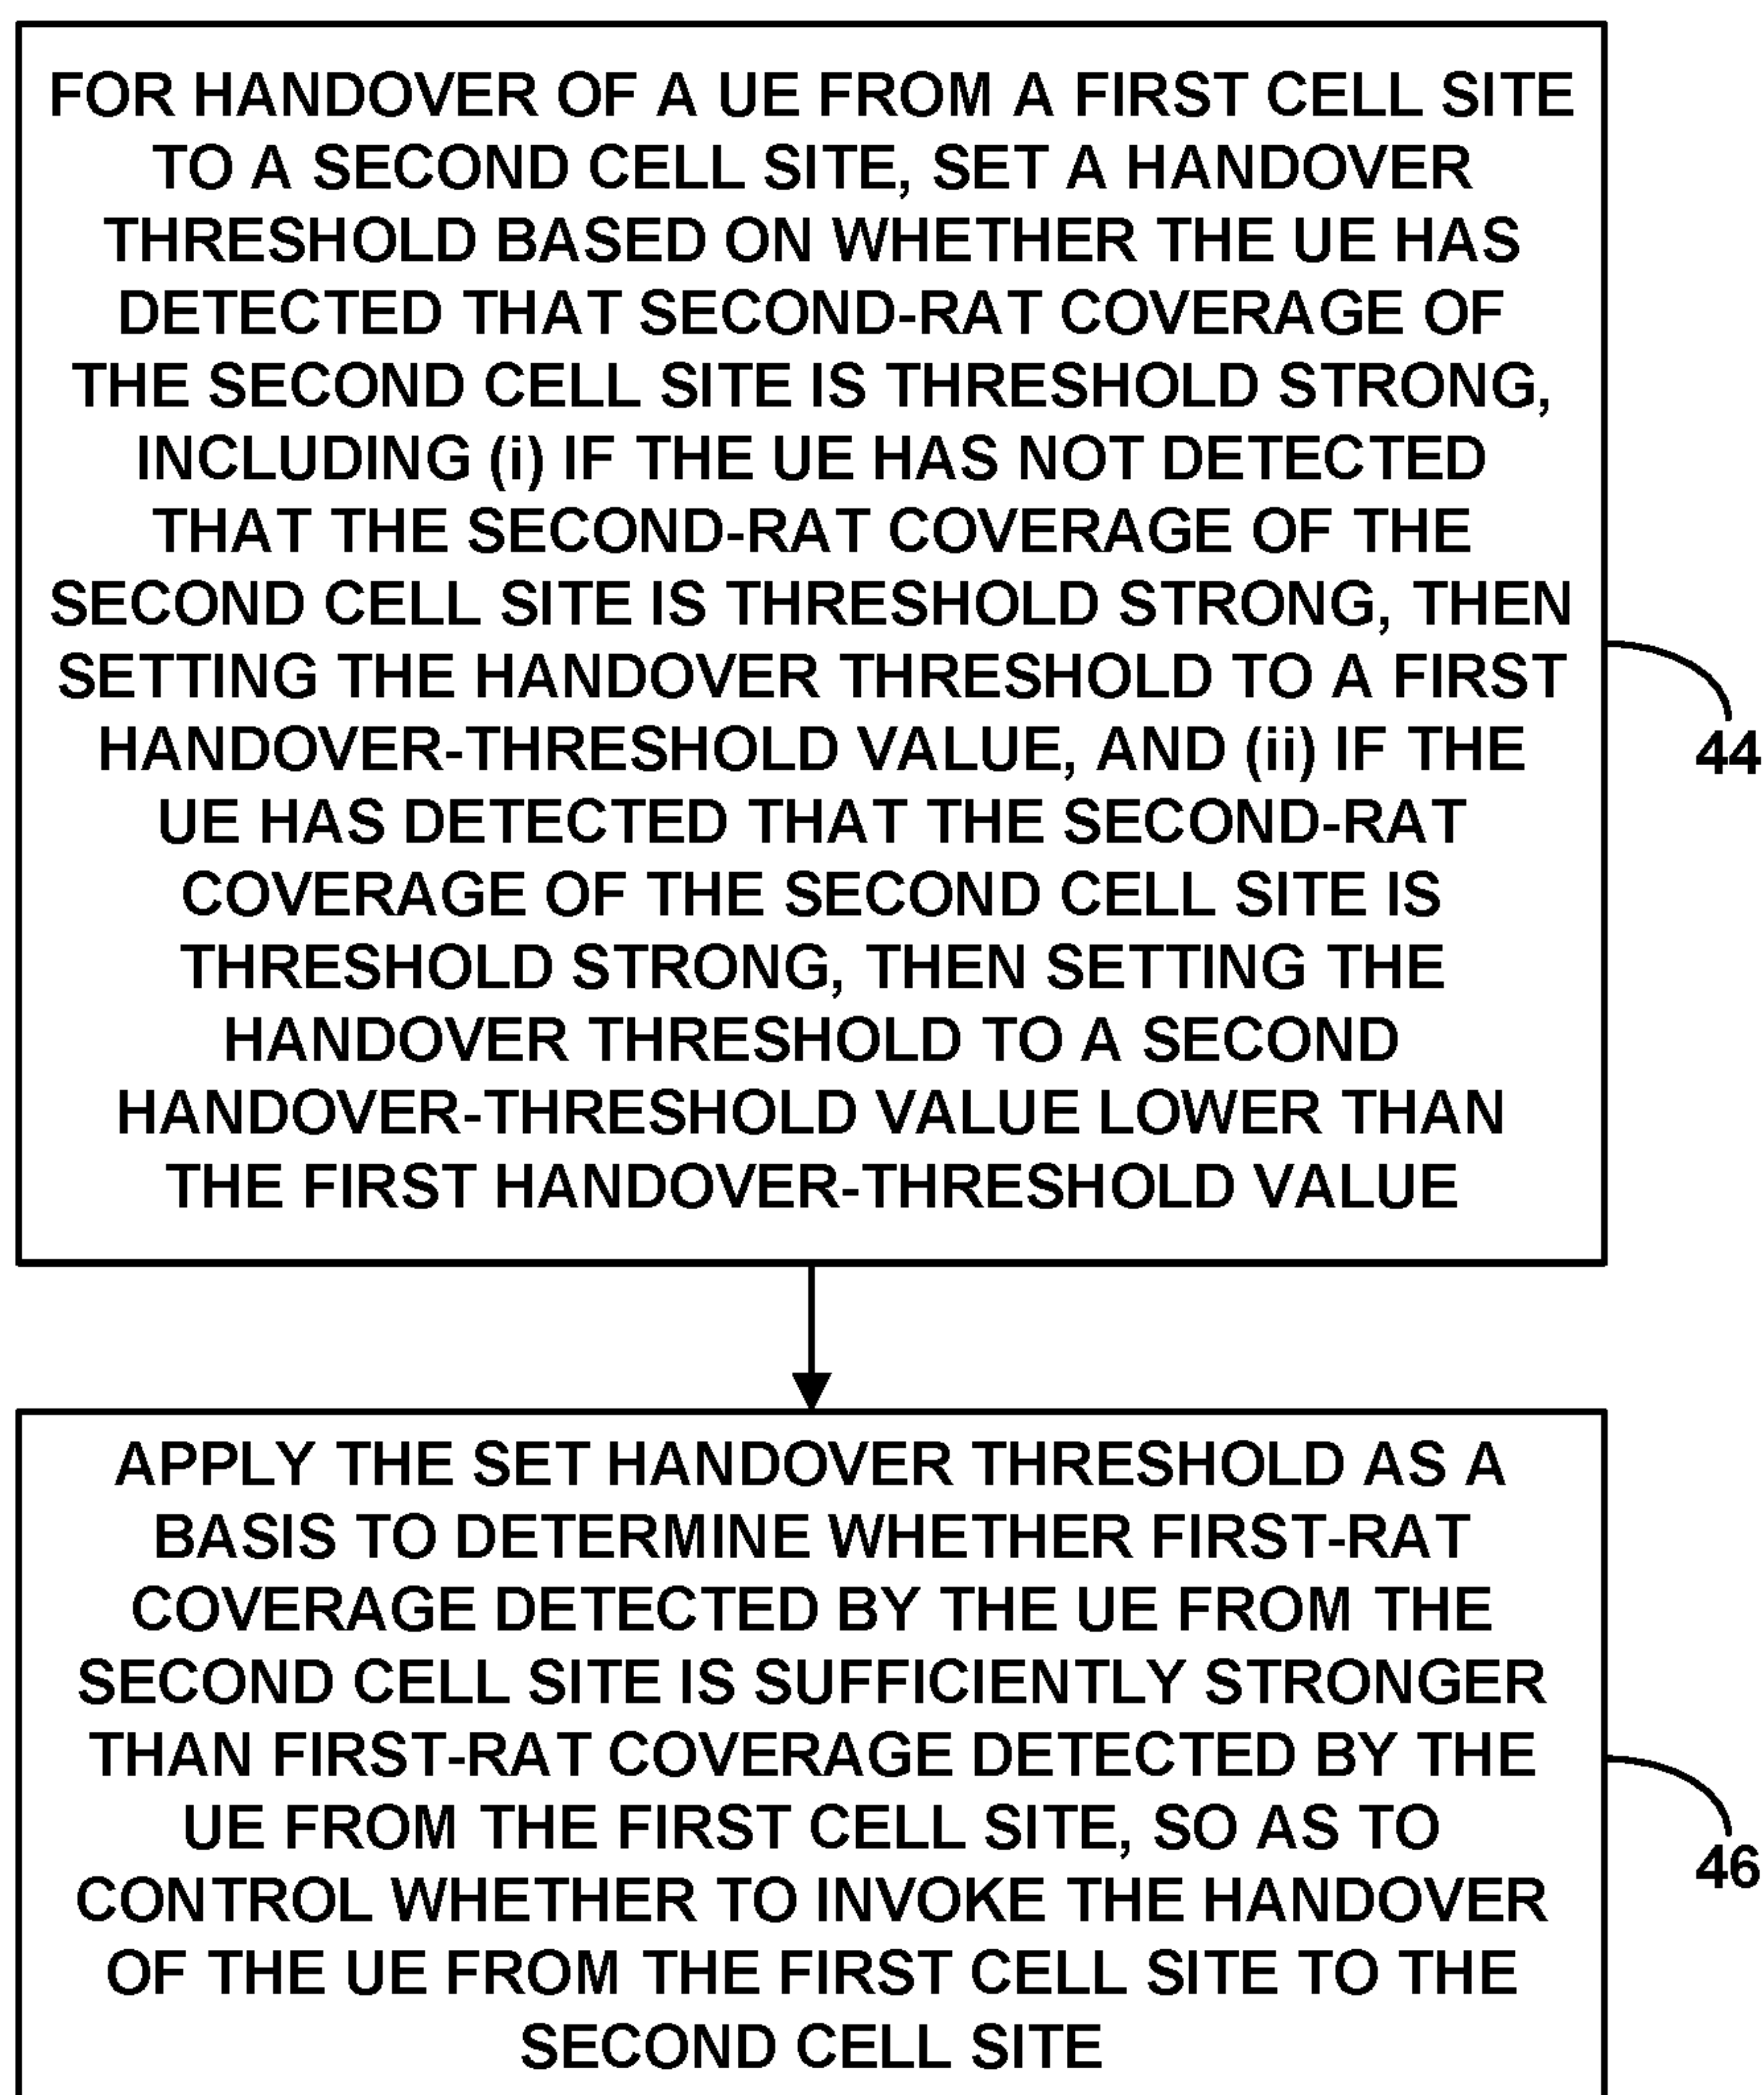 FOR HANDOVER OF A UE FROM A FIRST CELL SITE
TO A SECOND CELL SITE, SET A HANDOVER
THRESHOLD BASED ON WHETHER THE UE HAS
DETECTED THAT SECOND-RAT COVERAGE OF
THE SECOND CELL SITE IS THRESHOLD STRONG,
INCLUDING (i) IF THE UE HAS NOT DETECTED
THAT THE SECOND-RAT COVERAGE OF THE
SECOND CELL SITE IS THRESHOLD STRONG, THEN
SETTING THE HANDOVER THRESHOLD TO A FIRST
HANDOVER-THRESHOLD VALUE, AND (ii) IF THE
UE HAS DETECTED THAT THE SECOND-RAT
COVERAGE OF THE SECOND CELL SITE IS
THRESHOLD STRONG, THEN SETTING THE
HANDOVER THRESHOLD TO A SECOND
HANDOVER-THRESHOLD VALUE LOWER THAN
THE FIRST HANDOVER-THRESHOLD VALUE
44
APPLY THE SET HANDOVER THRESHOLD AS A
BASIS TO DETERMINE WHETHER FIRST-RAT
COVERAGE DETECTED BY THE UE FROM THE
SECOND CELL SITE IS SUFFICIENTLY STRONGER
THAN FIRST-RAT COVERAGE DETECTED BY THE
UE FROM THE FIRST CELL SITE, SO AS TO
CONTROL WHETHER TO INVOKE THE HANDOVER
OF THE UE FROM THE FIRST CELL SITE TO THE
SECOND CELL SITE
46